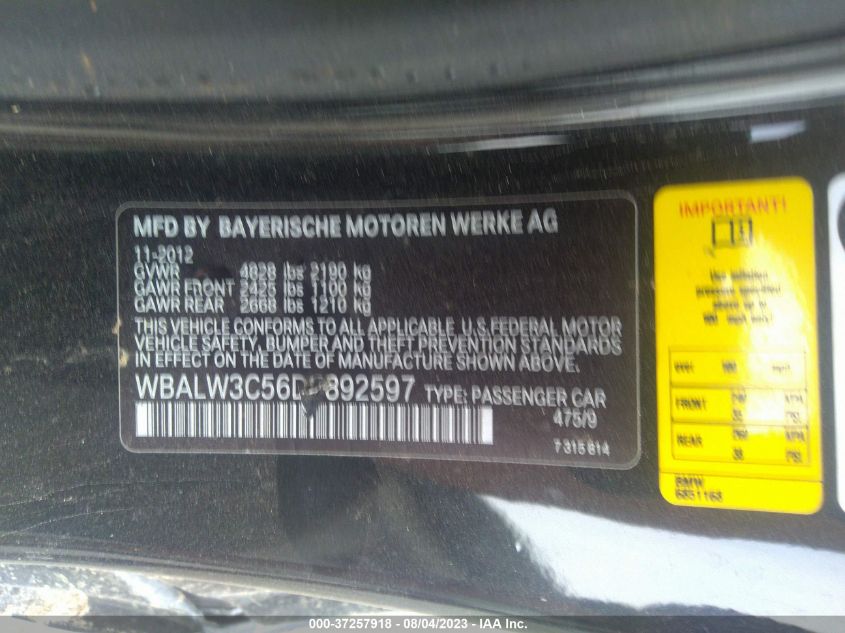 MFD BY BAYERISCHE MOTOREN WERKE AG
11-2012
GVWR 4828 lbs 2190 kg
GAWR FRONT 2425 lbs 1100 kg
GAWR REAR 2668 lbs 1210 kg
THIS VEHICLE CONFORMS TO ALL APPLICABLE U.S.FEDERAL MOTOR
VEHICLE SAFETY, BUMPER AND THEFT PREVENTION STANDARDS
IN EFFECT ON THE DATE OF MANUFACTURE SHOWN ABOVE.
TYPE: PASSENGER CAR
475/9
7315814
IMPORTANT!
FRONT
REAR
BMW
6851168
000-37257918 - 08/04/2023 - IAA Inc.